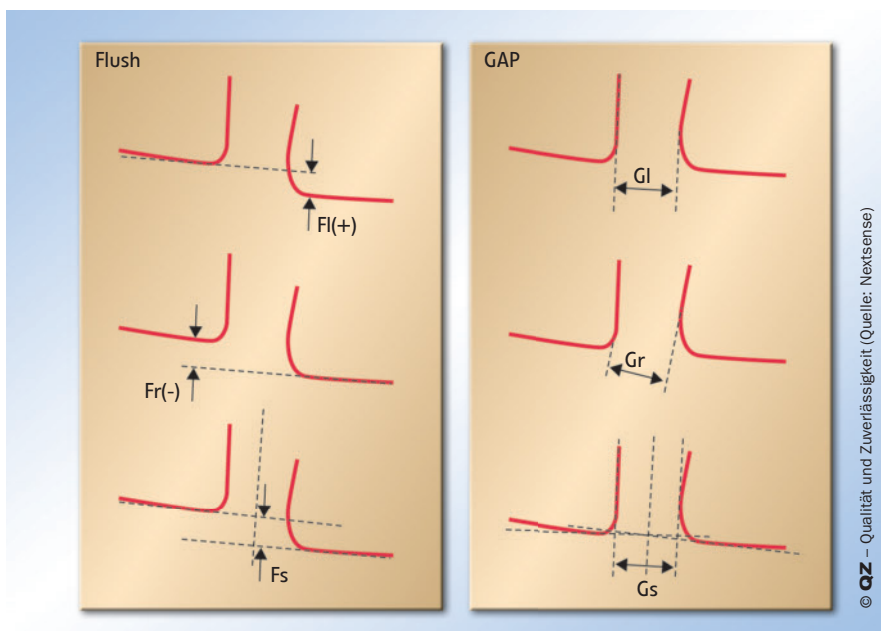 Flush
Fl(+)
Fr(-)
Fs
GAP
Gl
Gr
Gs
© QZ – Qualität und Zuverlässigkeit (Quelle: Nextsense)